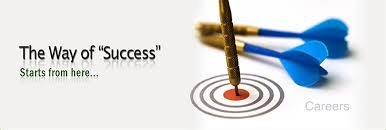 The Way of “Success”
Starts from here...
Careers